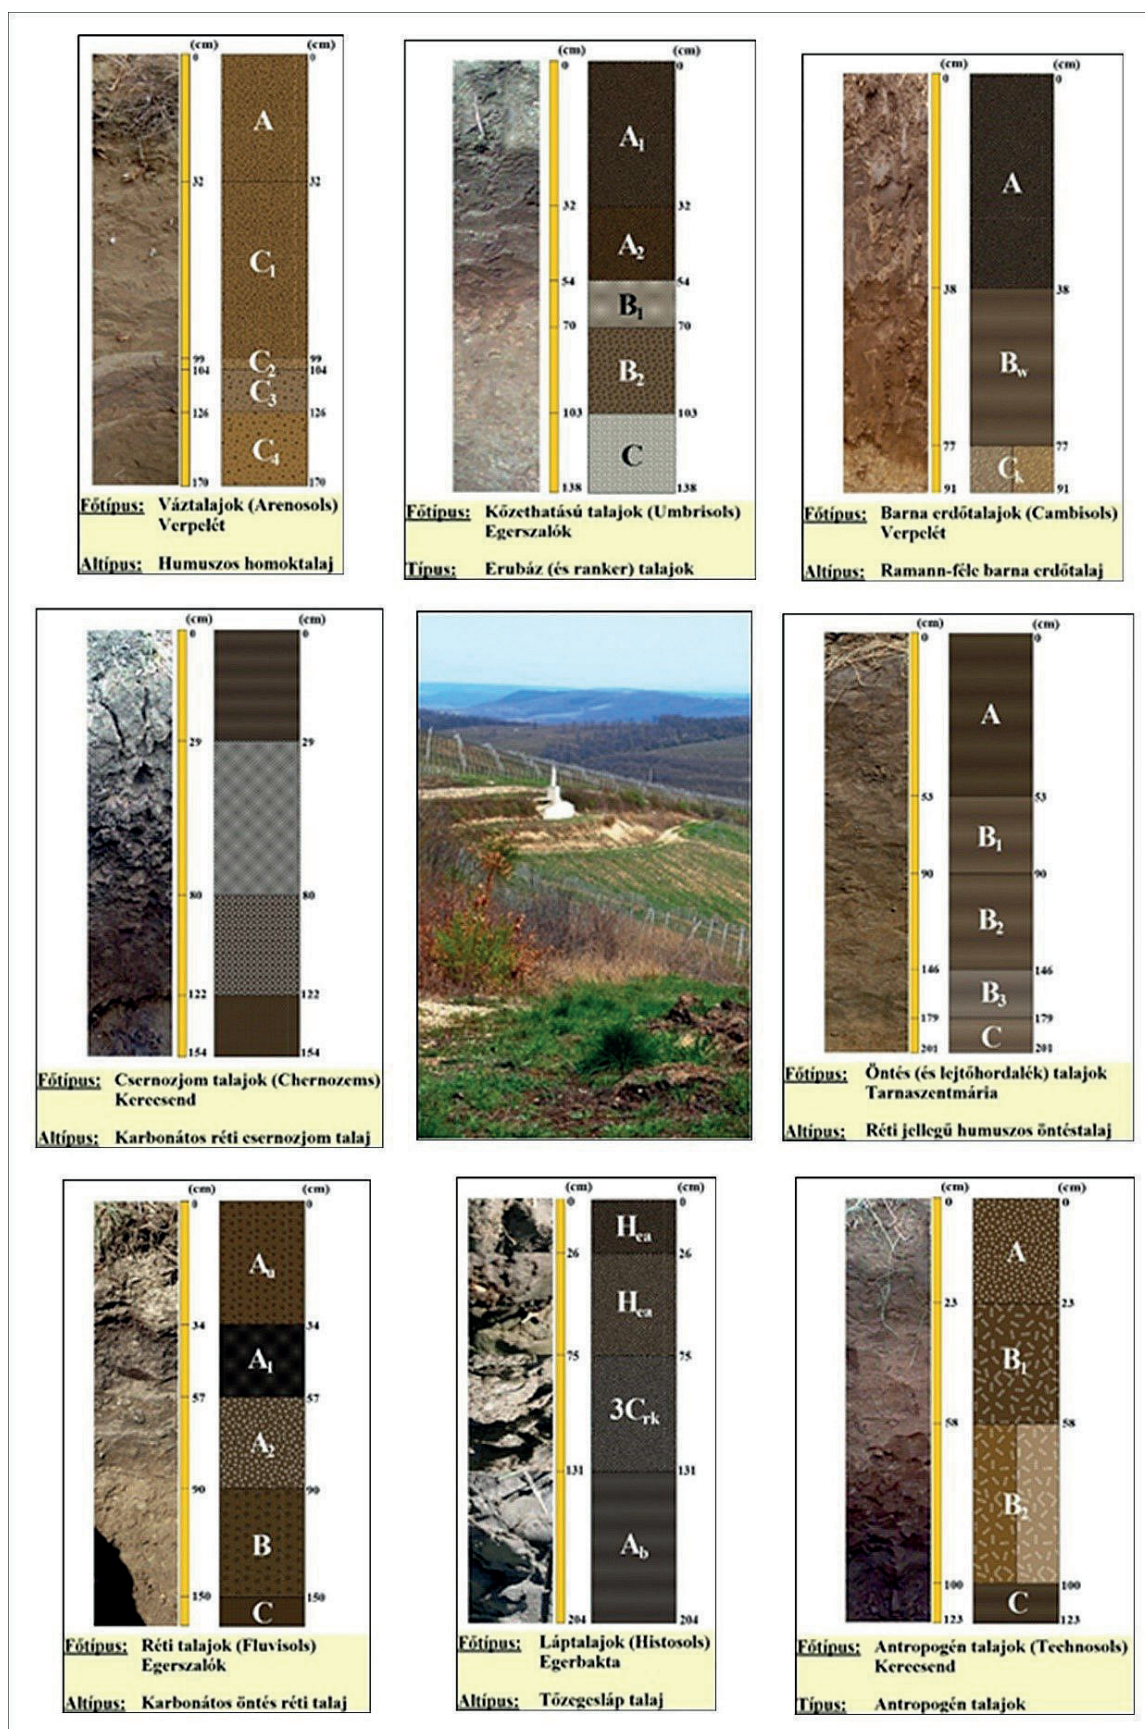 (cm) (cm)
0 0
A
32 32
C1
99 99
C2
104 104
C3
126 126
C4
170 170
Főtípus: Váztalajok (Arenosols)
Verpelét
Altípus: Humuszos homoktalaj
(cm) (cm)
0 0
A1
32 32
A2
54 54
B1
70 70
B2
103 103
C
138 138
Főtípus: Kőzethatású talajok (Umbrisols)
Egerszalók
Típus: Erubáz (és ranker) talajok
(cm) (cm)
0 0
A
38 38
Bw
77 77
Ck
91 91
Főtípus: Barna erdőtalajok (Cambisols)
Verpelét
Altípus: Ramann-féle barna erdőtalaj
(cm) (cm)
0 0
29 29
80 80
122 122
154 154
Főtípus: Csernozjom talajok (Chernozems)
Kerecsend
Altípus: Karbonátos réti csernozjom talaj
(cm) (cm)
0 0
A
53 53
B1
90 90
B2
146 146
B3
179 179
C
201 201
Főtípus: Öntés (és lejtőhordalék) talajok
Tarnaszentmária
Altípus: Réti jellegű humuszos öntéstalaj
(cm) (cm)
0 0
Au
34 34
A1
57 57
A2
90 90
B
150 150
C
Főtípus: Réti talajok (Fluvisols)
Egerszalók
Altípus: Karbonátos öntés réti talaj
(cm) (cm)
0 0
Hca
26 26
Hca
75 75
3Crk
131 131
Ab
204 204
Főtípus: Láptalajok (Histosols)
Egerbakta
Altípus: Tőzegesláp talaj
(cm) (cm)
0 0
A
23 23
B1
58 58
B2
100 100
C
123 123
Főtípus: Antropogén talajok (Technosols)
Kerecsend
Típus: Antropogén talajok